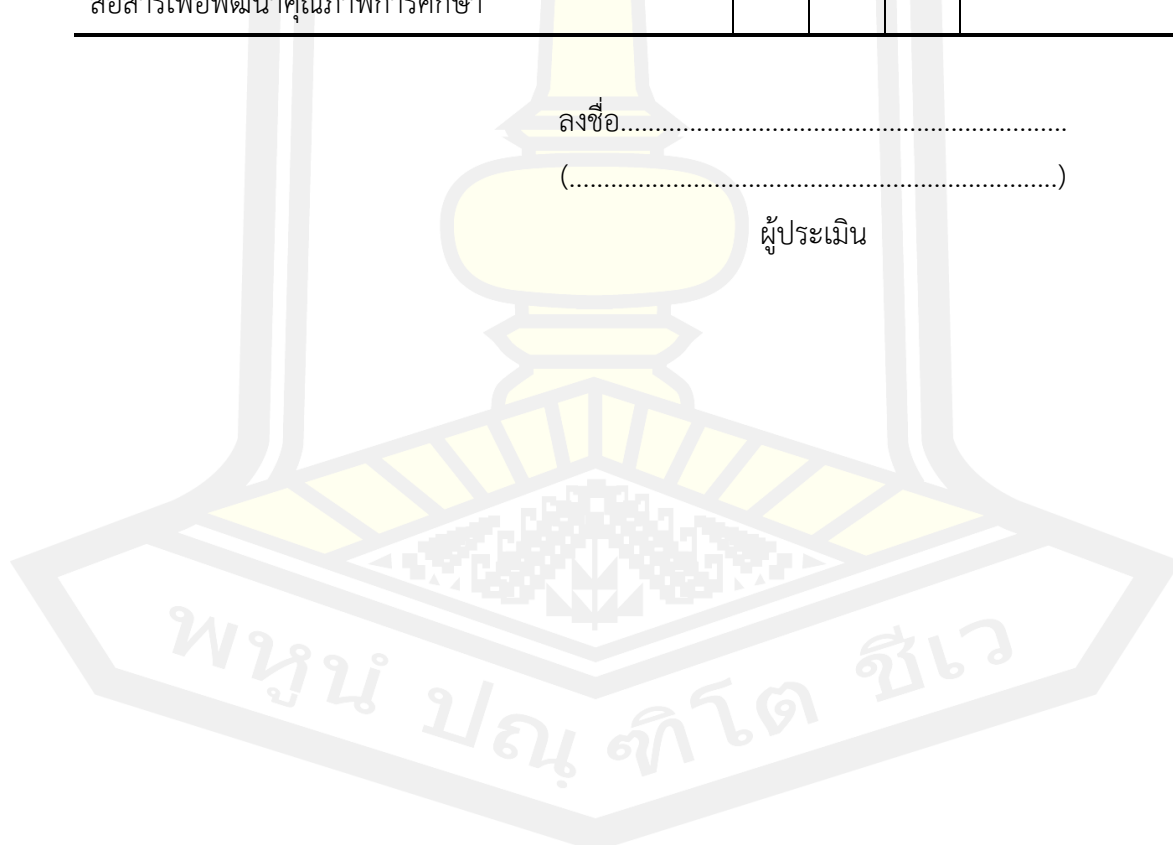 สื่อสารเพื่อพัฒนาคุณภาพการศึกษา
ลงชื่อ................................................................
(......................................................................)
ผู้ประเมิน
พหูนํ ปณฺฑิโต ชีเว